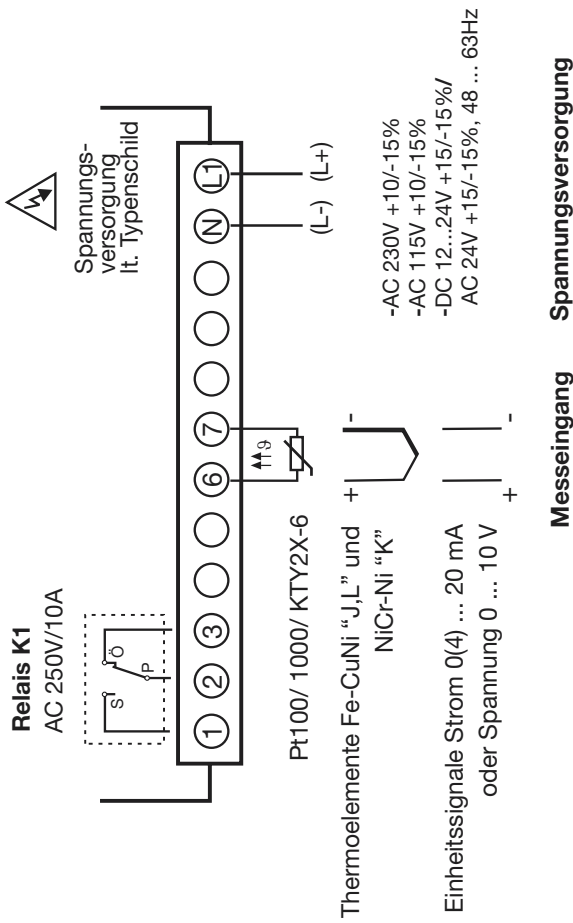 Relais K1
AC 250V/10A
S
Ö
P
Spannungs-
versorgung
lt. Typenschild
1 2 3 6 7 N L1
ϑ
(L-) (L+)
Pt100/ 1000/ KTY2X-6
Thermoelemente Fe-CuNi “J,L” und
NiCr-Ni “K”
+ -
Einheitssignale Strom 0(4) ... 20 mA
oder Spannung 0 ... 10 V
+ -
-AC 230V +10/-15%
-AC 115V +10/-15%
-DC 12...24V +15/-15%/
AC 24V +15/-15%, 48 ... 63Hz
Messeingang
Spannungsversorgung